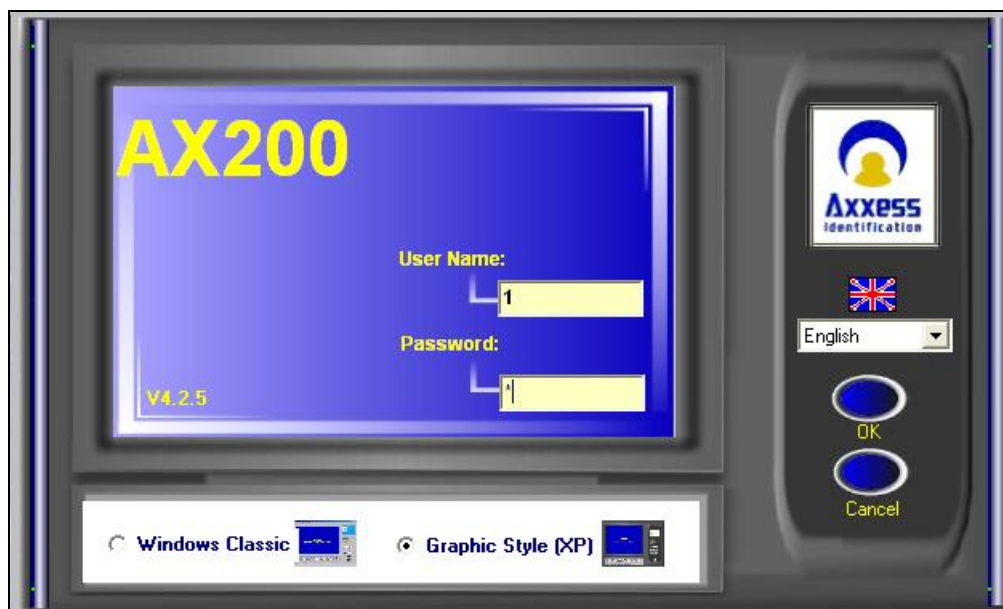 AX200
User Name:
1
Password:
*
V4.2.5
Axxess
Identification
English
OK
Cancel
Windows Classic
Graphic Style (XP)